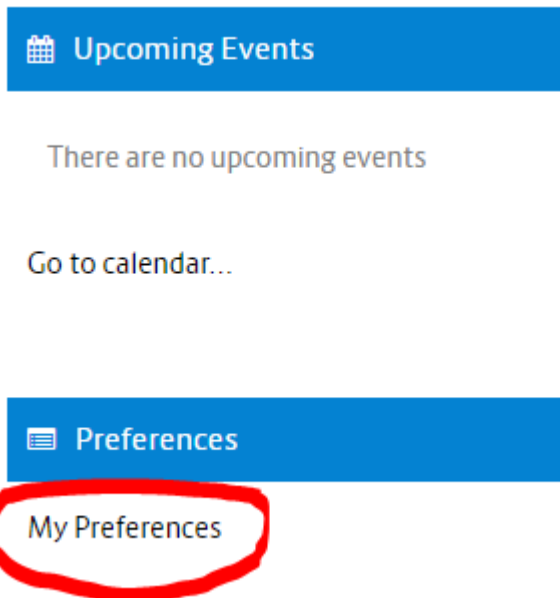 Upcoming Events
There are no upcoming events
Go to calendar...
Preferences
My Preferences